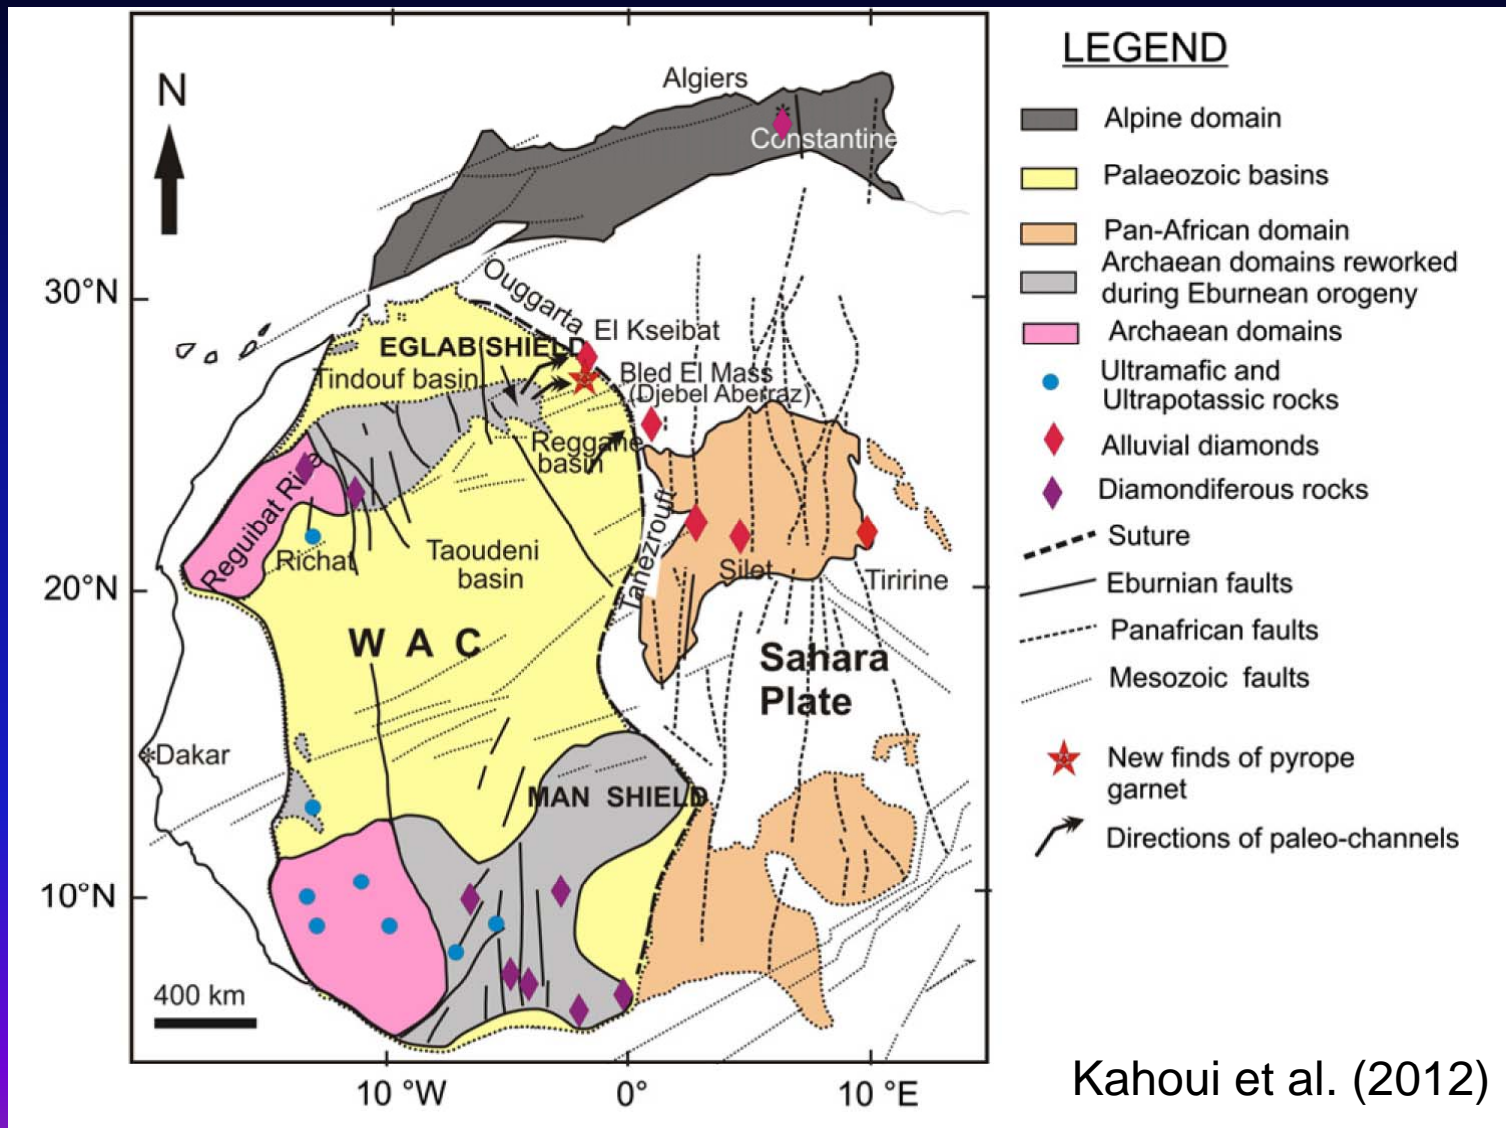 LEGEND
N
Algiers
Constantine
Alpine domain
Palaeozoic basins
Pan-African domain
Archaean domains reworked
during Eburnean orogeny
Archaean domains
Ultramafic and
Ultrapotassic rocks
Alluvial diamonds
Diamondiferous rocks
Suture
Eburnian faults
Panafrican faults
Mesozoic faults
New finds of pyrope
garnet
Directions of paleo-channels
30°N
20°N
10°N
Ouggarta
El Kseibat
EGLAB SHIELD
Tindouf basin
Bled El Mass
(Djebel Aberraz)
Reggane
basin
Reguibat Rise
Richat
Taoudeni
basin
Tanezrouft
Silet
Tiririne
W A C
Sahara
Plate
*Dakar
MAN SHIELD
400 km
10 °W
0°
10 °E
Kahoui et al. (2012)